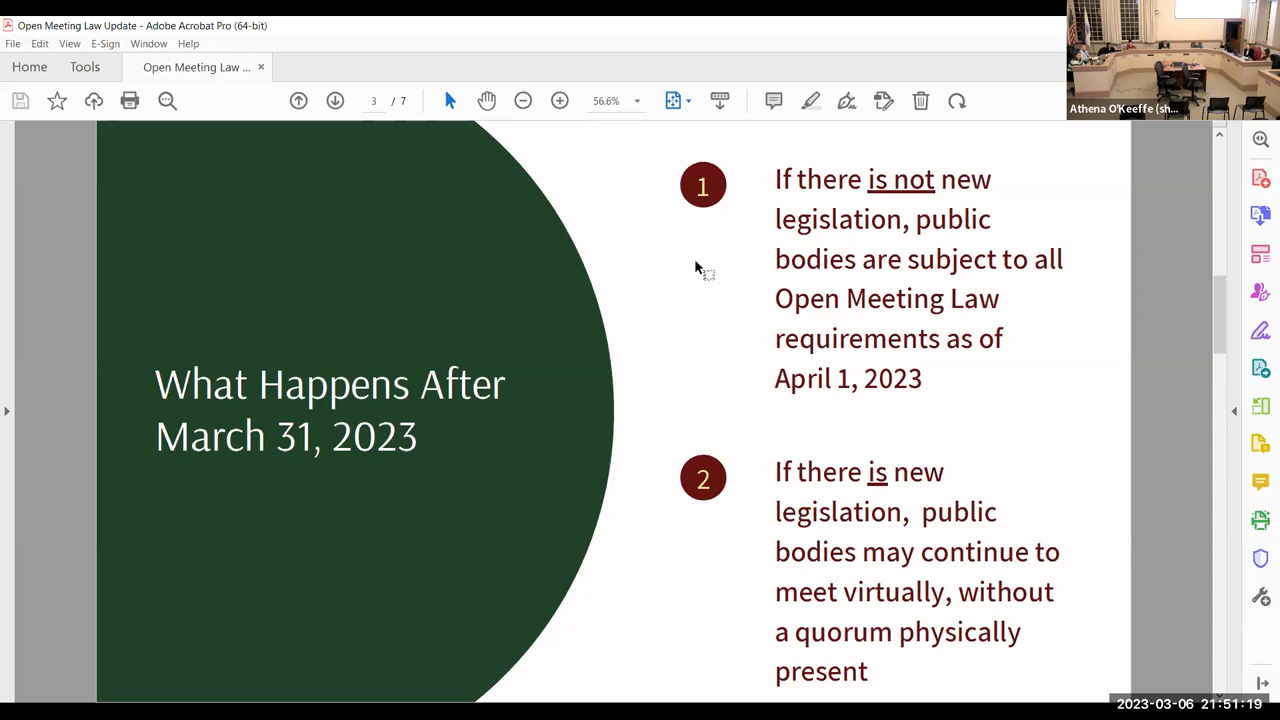 Open Meeting Law Update - Adobe Acrobat Pro (64-bit)
File Edit View E-Sign Window Help
Home Tools Open Meeting Law ... ×
3 / 7 56.6%
Athena O'Keeffe (sh...
What Happens After
March 31, 2023
1
If there is not new
legislation, public
bodies are subject to all
Open Meeting Law
requirements as of
April 1, 2023
2
If there is new
legislation, public
bodies may continue to
meet virtually, without
a quorum physically
present
2023-03-06 21:51:19